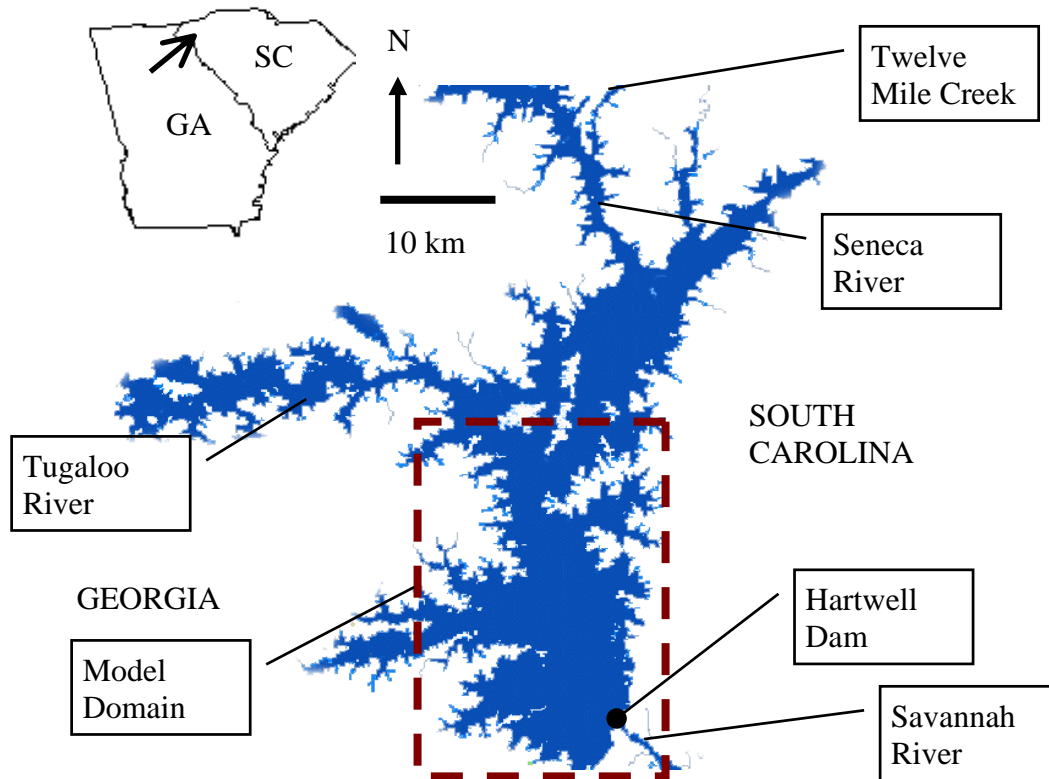 N
SC
GA
10 km
Twelve
Mile Creek
Seneca
River
SOUTH
CAROLINA
Tugaloo
River
GEORGIA
Model
Domain
Hartwell
Dam
Savannah
River